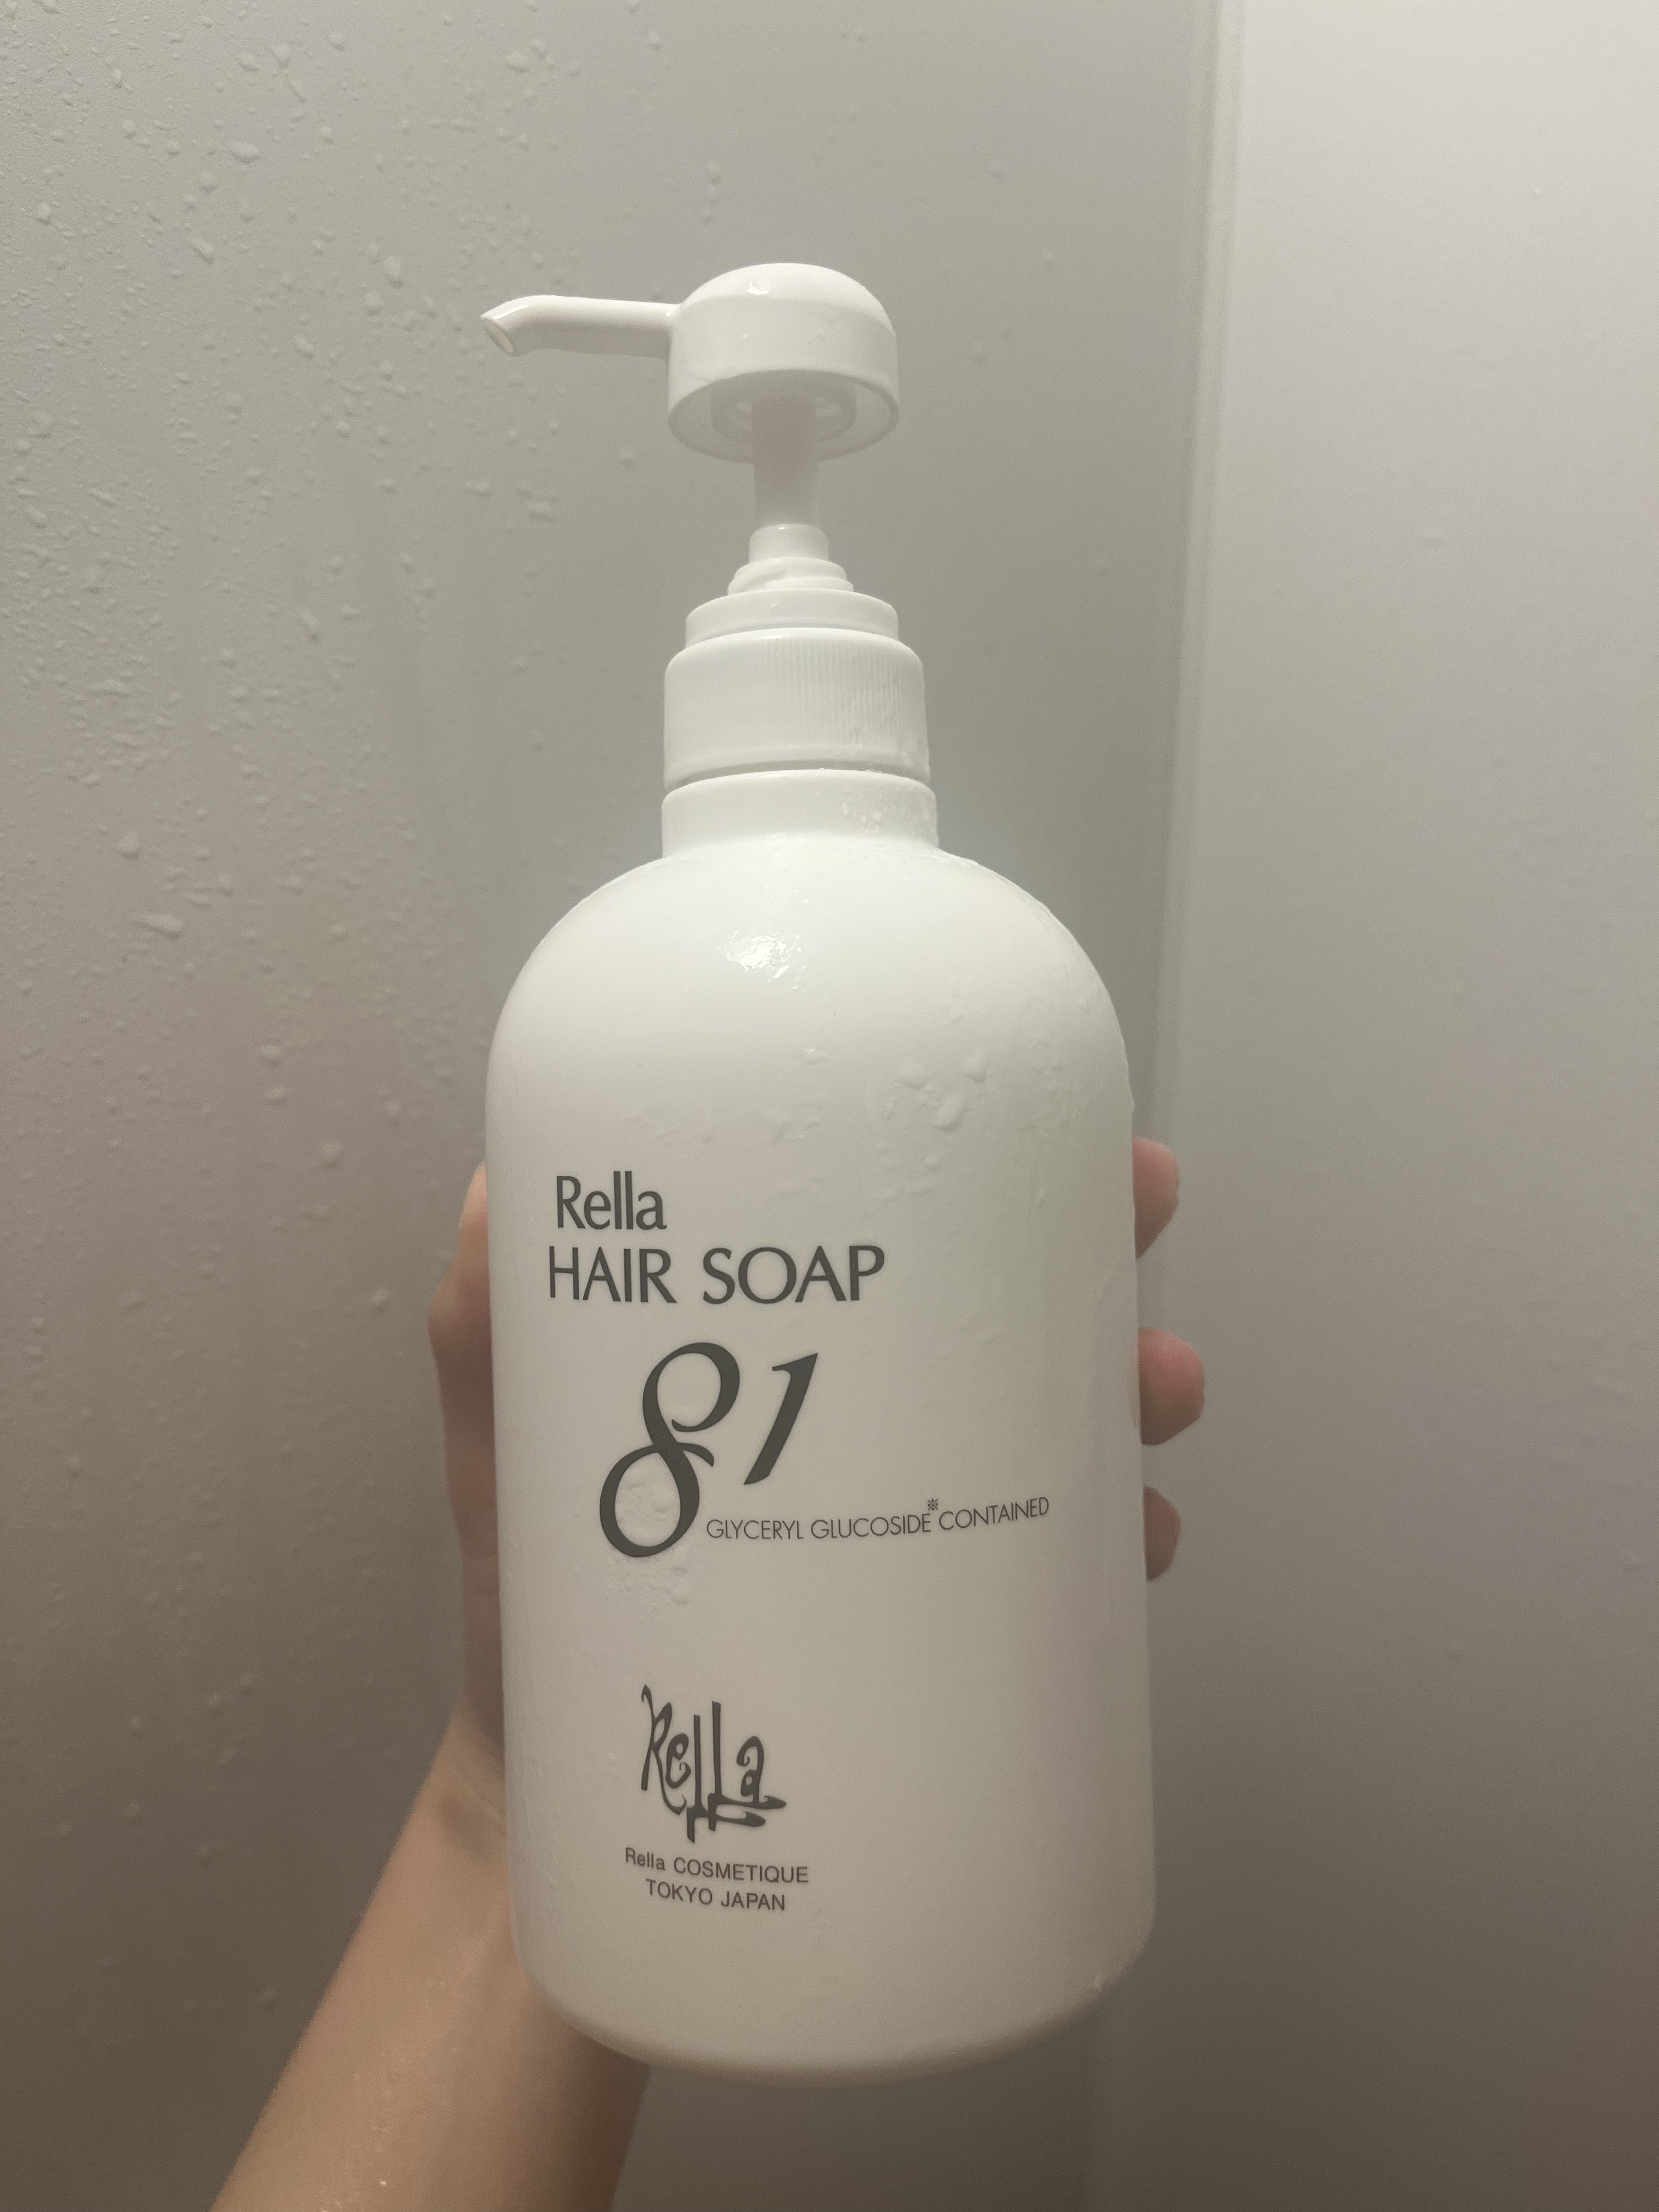 Rella
HAIR SOAP
81
GLYCERYL GLUCOSIDE※CONTAINED
Rella
Rella COSMETIQUE
TOKYO JAPAN